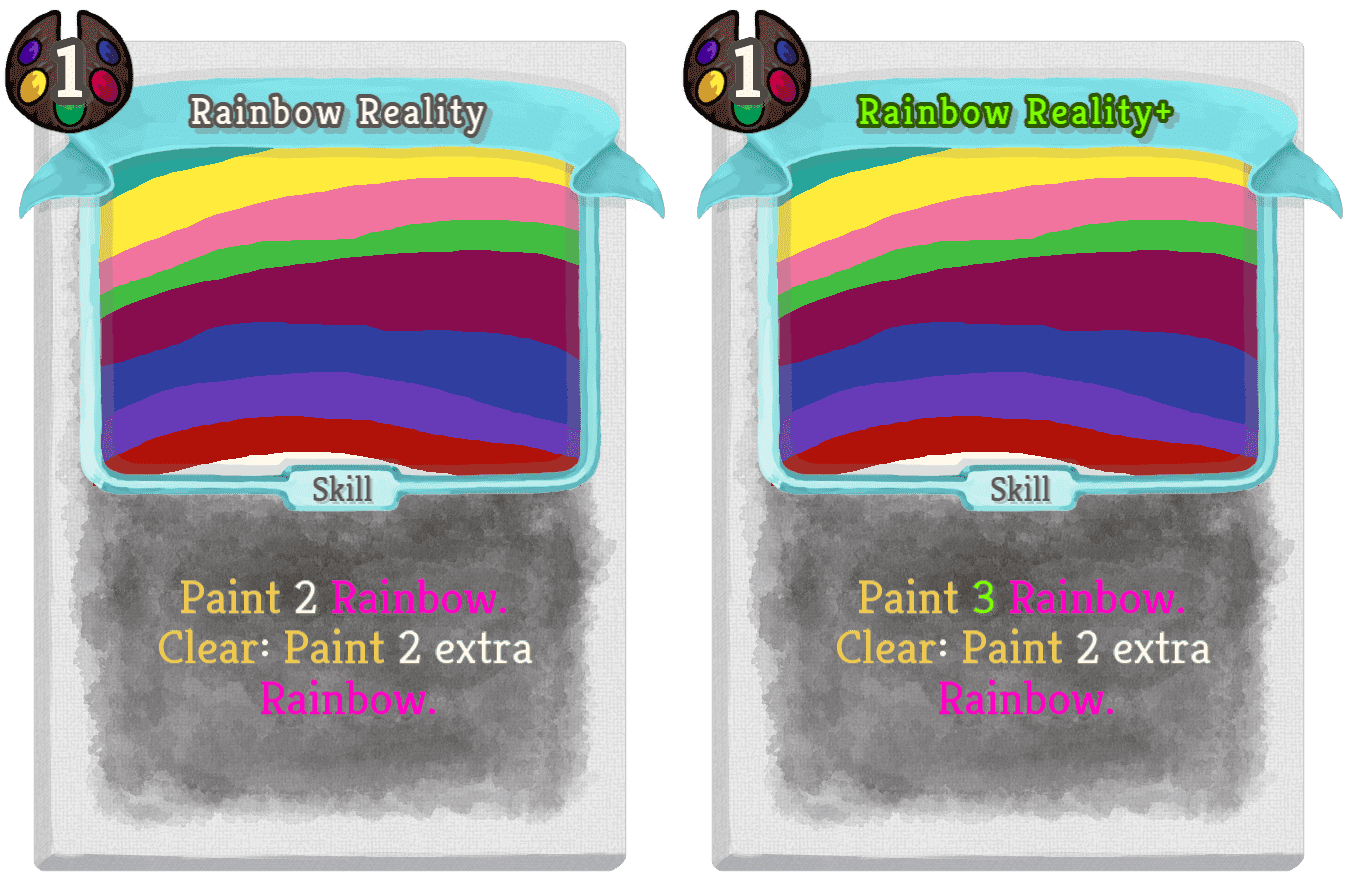 1
Rainbow Reality
Skill
Paint 2 Rainbow.
Clear: Paint 2 extra
Rainbow.
1
Rainbow Reality+
Skill
Paint 3 Rainbow.
Clear: Paint 2 extra
Rainbow.